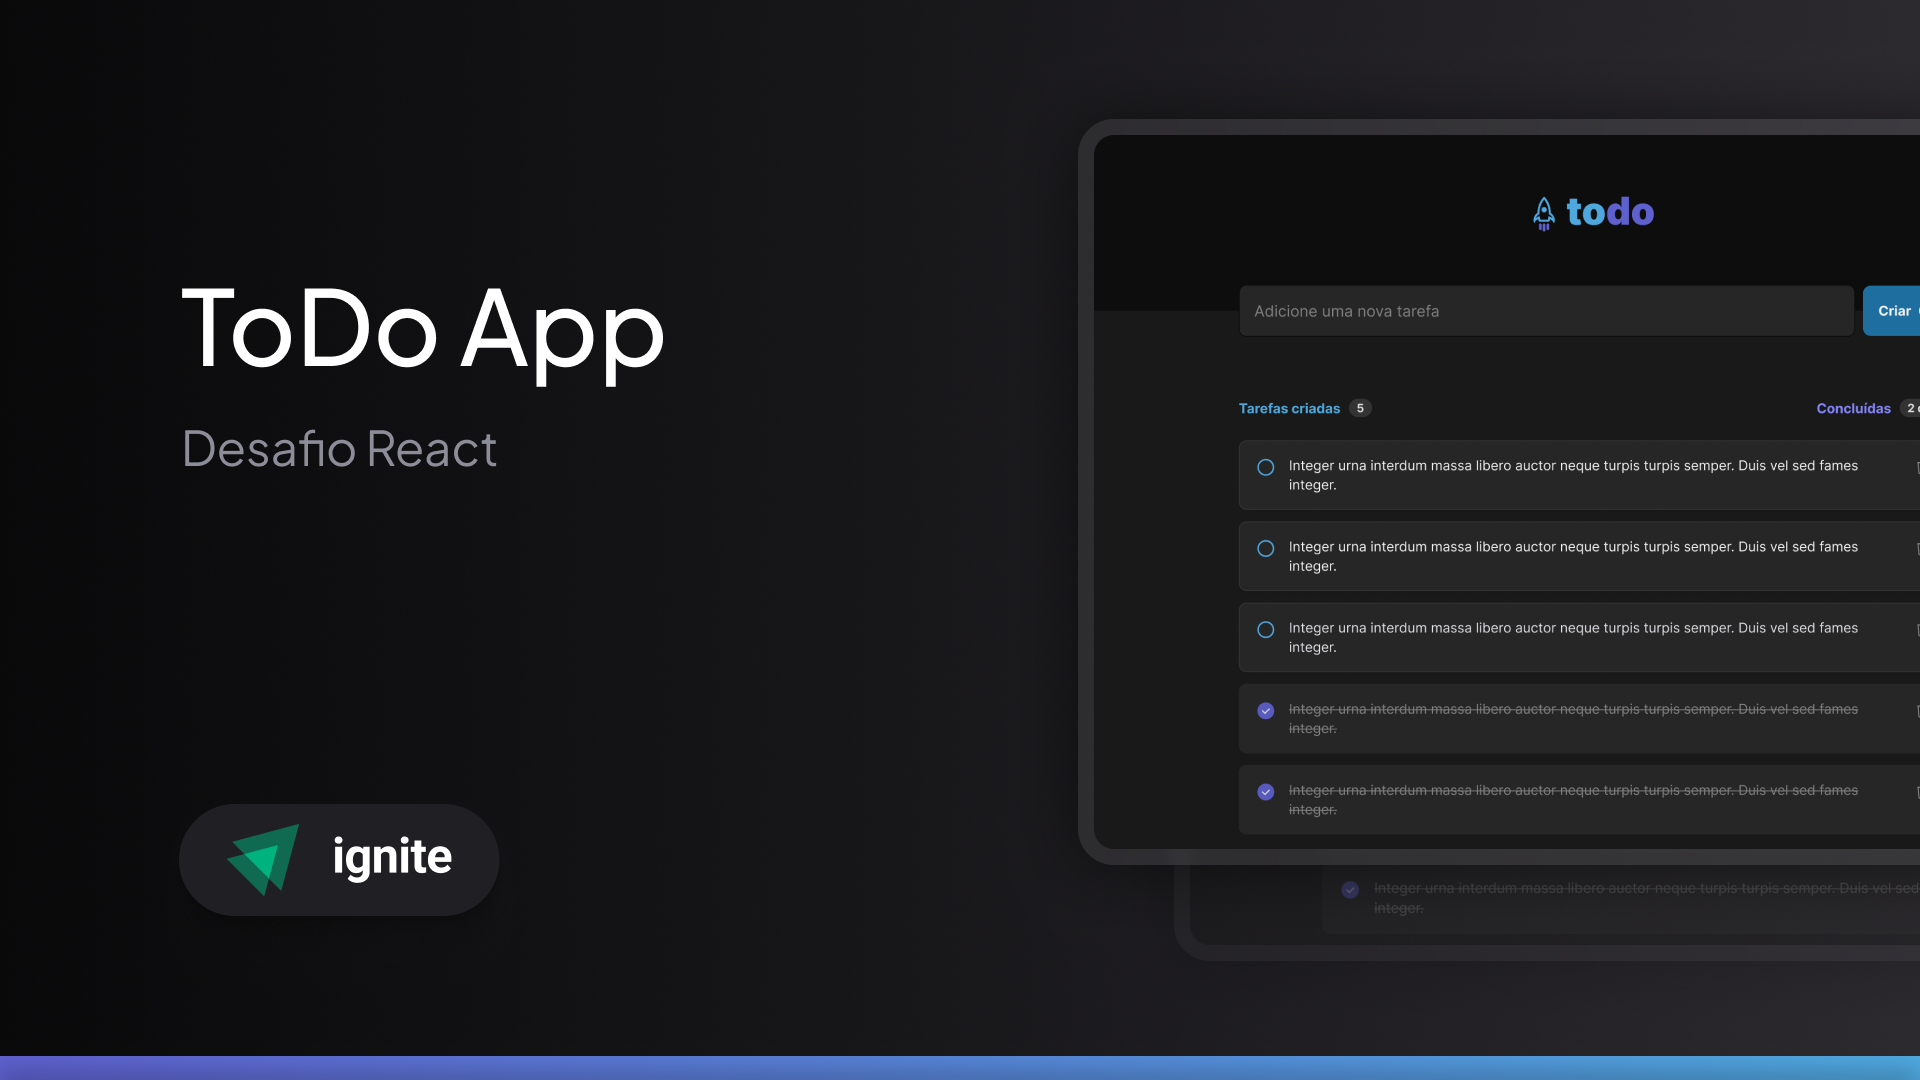 ToDo App
Desafio React
ignite
todo
Adicione uma nova tarefa
Criar
Tarefas criadas 5
Concluídas 2
Integer urna interdum massa libero auctor neque turpis turpis semper. Duis vel sed fames
integer.
Integer urna interdum massa libero auctor neque turpis turpis semper. Duis vel sed fames
integer.
Integer urna interdum massa libero auctor neque turpis turpis semper. Duis vel sed fames
integer.
Integer urna interdum massa libero auctor neque turpis turpis semper. Duis vel sed fames
integer.
Integer urna interdum massa libero auctor neque turpis turpis semper. Duis vel sed fames
integer.
Integer urna interdum massa libero auctor neque turpis turpis semper. Duis vel sed
integer.